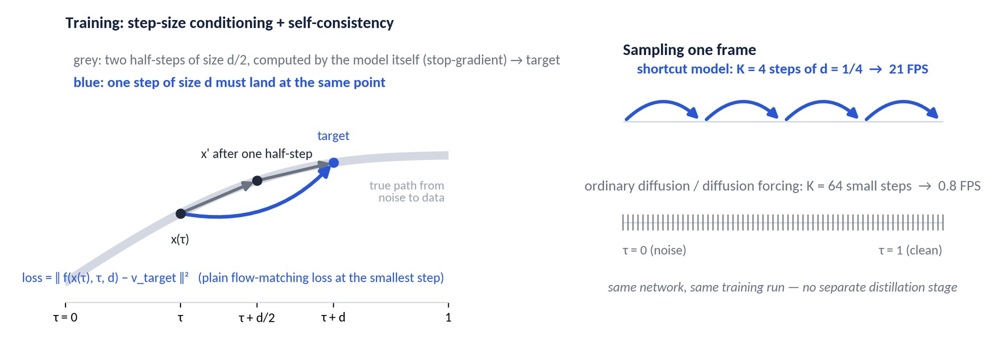 Training: step-size conditioning + self-consistency
grey: two half-steps of size d/2, computed by the model itself (stop-gradient) → target
blue: one step of size d must land at the same point
target
x' after one half-step
true path from
noise to data
x(τ)
loss = ‖ f(x(τ), τ, d) − v_target ‖²   (plain flow-matching loss at the smallest step)
τ = 0
τ
τ + d/2
τ + d
1
Sampling one frame
shortcut model: K = 4 steps of d = 1/4 → 21 FPS
ordinary diffusion / diffusion forcing: K = 64 small steps → 0.8 FPS
τ = 0 (noise)
τ = 1 (clean)
same network, same training run — no separate distillation stage